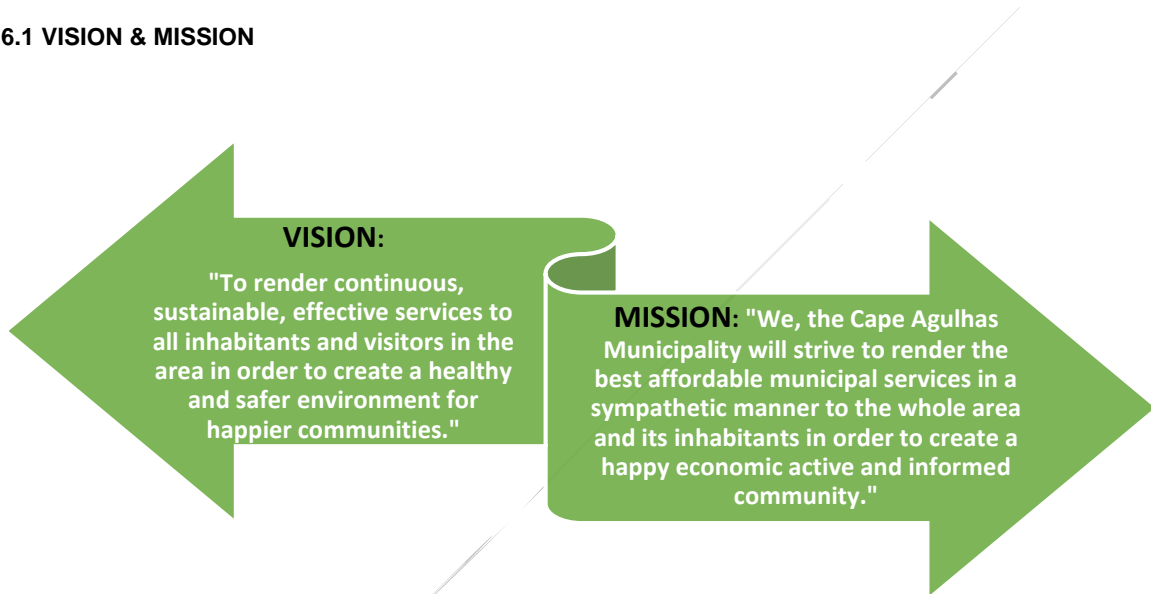 6.1 VISION & MISSION
VISION:
"To render continuous,
sustainable, effective services to
all inhabitants and visitors in the
area in order to create a healthy
and safer environment for
happier communities."
MISSION: "We, the Cape Agulhas
Municipality will strive to render the
best affordable municipal services in a
sympathetic manner to the whole area
and its inhabitants in order to create a
happy economic active and informed
community."